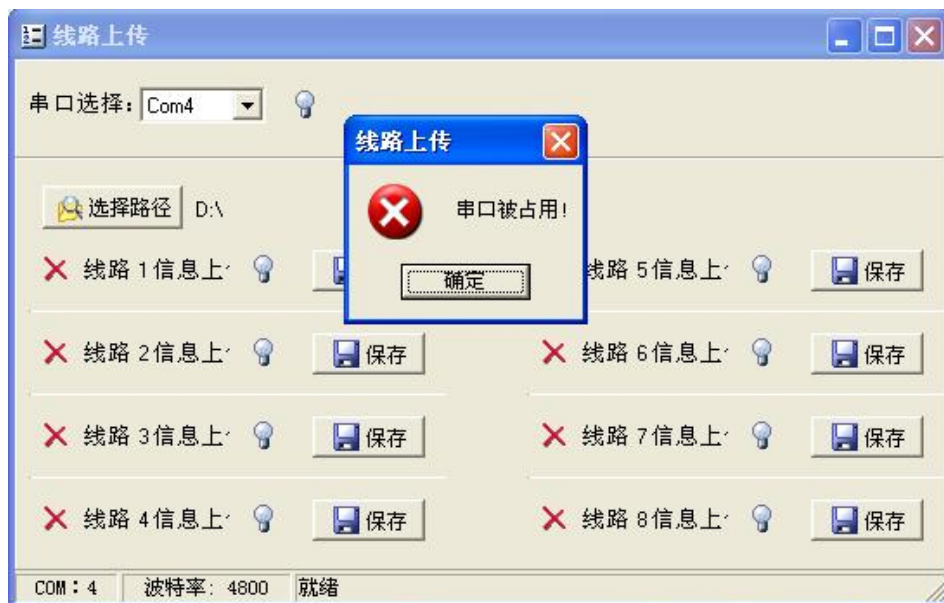 线路上传
串口选择: Com4
线路上传
串口被占用!
确定
选择路径 D:\
线路 1信息上
线路 5信息上 保存
线路 2信息上 保存
线路 6信息上 保存
线路 3信息上 保存
线路 7信息上 保存
线路 4信息上 保存
线路 8信息上 保存
COM:4 波特率: 4800 就绪